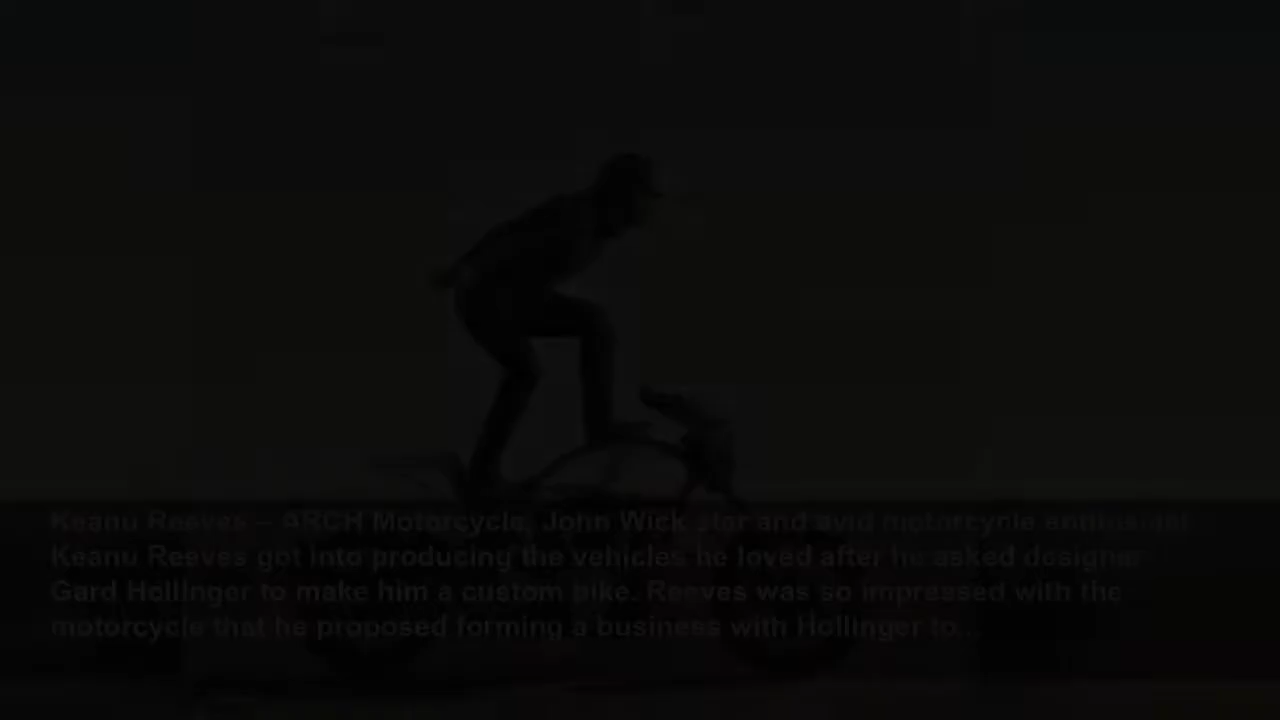 Keanu Reeves – ARCH Motorcycle. John Wick star and avid motorcycle enthusiast
Keanu Reeves got into producing the vehicles he loved after he asked designer
Gard Hollinger to make him a custom bike. Reeves was so impressed with the
motorcycle that he proposed forming a business with Hollinger to...